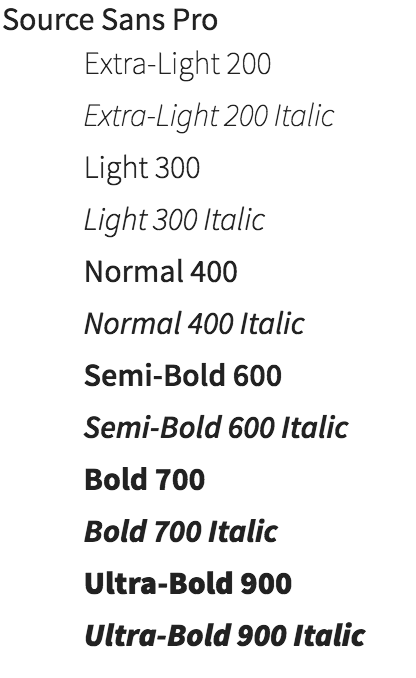 Source Sans Pro
Extra-Light 200
Extra-Light 200 Italic
Light 300
Light 300 Italic
Normal 400
Normal 400 Italic
Semi-Bold 600
Semi-Bold 600 Italic
Bold 700
Bold 700 Italic
Ultra-Bold 900
Ultra-Bold 900 Italic